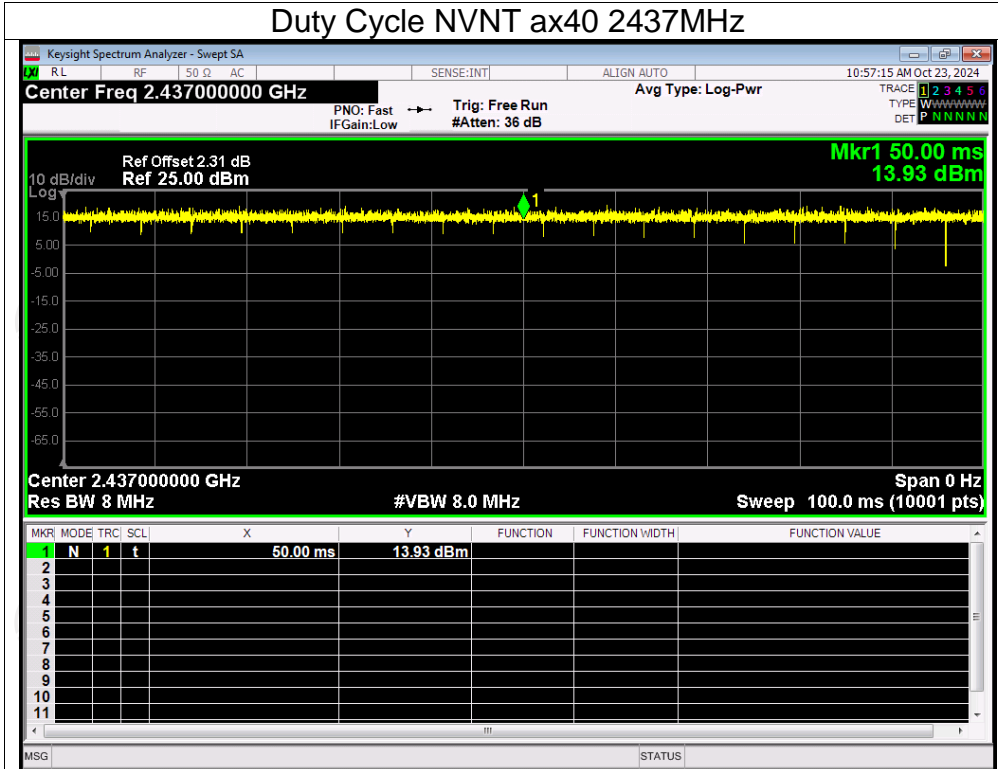 Duty Cycle NVNT ax40 2437MHz
Keysight Spectrum Analyzer - Swept SA
LXI RL RF 50 Ω AC SENSE:INT ALIGN AUTO 10:57:15 AM Oct 23, 2024
Center Freq 2.437000000 GHz Avg Type: Log-Pwr TRACE 1 2 3 4 5 6
PNO: Fast Trig: Free Run TYPE WWWWWW
IFGain:Low #Atten: 36 dB DET P N N N N N
Mkr1 50.00 ms
Ref Offset 2.31 dB
10 dB/div Ref 25.00 dBm 13.93 dBm
Log
1
15.0
5.00
-5.00
-15.0
-25.0
-35.0
-45.0
-55.0
-65.0
Center 2.437000000 GHz Span 0 Hz
Res BW 8 MHz #VBW 8.0 MHz Sweep 100.0 ms (10001 pts)
MKR MODE TRC SCL X Y FUNCTION FUNCTION WIDTH FUNCTION VALUE
1 N 1 t 50.00 ms 13.93 dBm
2
3
4
5
6
7
8
9
10
11
MSG STATUS